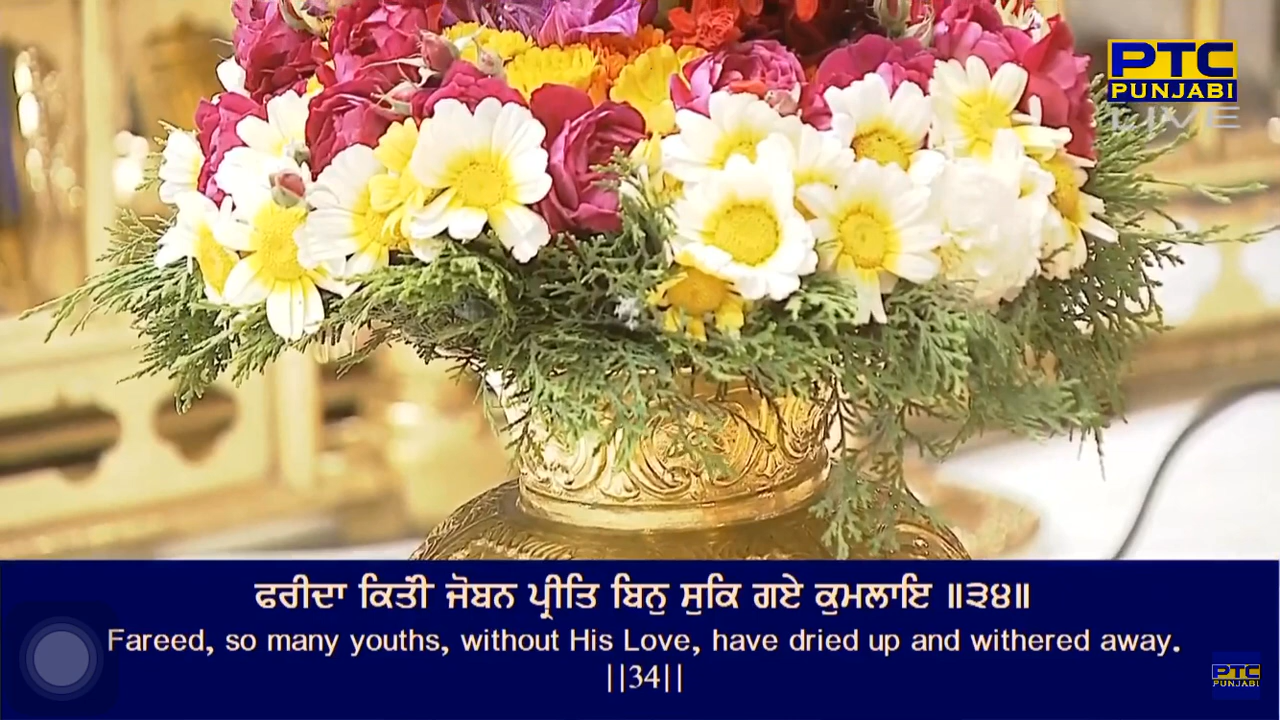 PTC
PUNJABI
LIVE
ਫਰੀਦਾ ਕਿਤੀ ਜੋਬਨ ਪ੍ਰੀਤਿ ਬਿਨੁ ਸੁਕਿ ਗਏ ਕੁਮਲਾਇ ॥੩੪॥
Fareed, so many youths, without His Love, have dried up and withered away.
||34||
PTC
PUNJABI